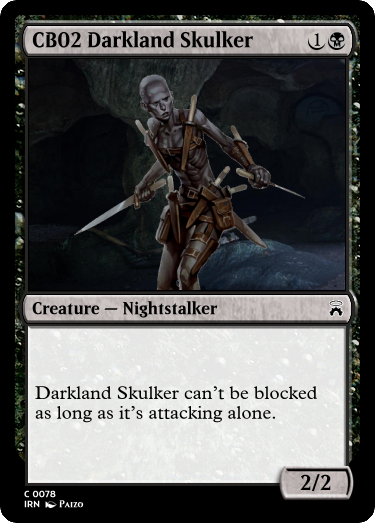 CB02 Darkland Skulker 1
Creature — Nightstalker
Darkland Skulker can't be blocked
as long as it's attacking alone.
2/2
C 0078
IRN Paizo